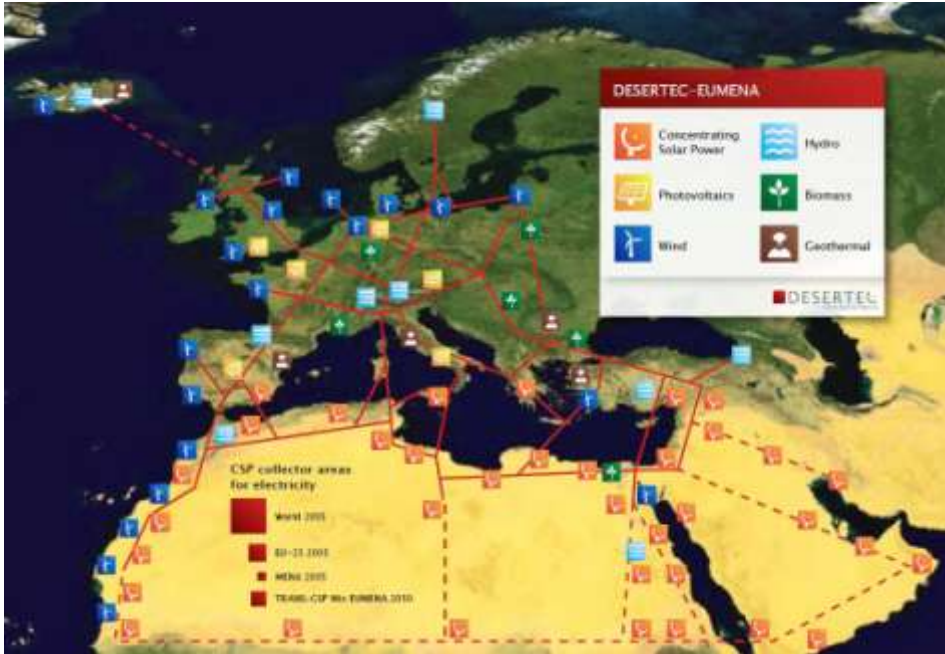 DESERTEC-EUMENA
Concentrating
Solar Power
Hydro
Photovoltaics
Biomass
Wind
Geothermal
DESERTEC
CSP collector areas
for electricity
World 2005
EU-25 2005
MENA 2005
TRANS-CSP Mix EUMENA 2050